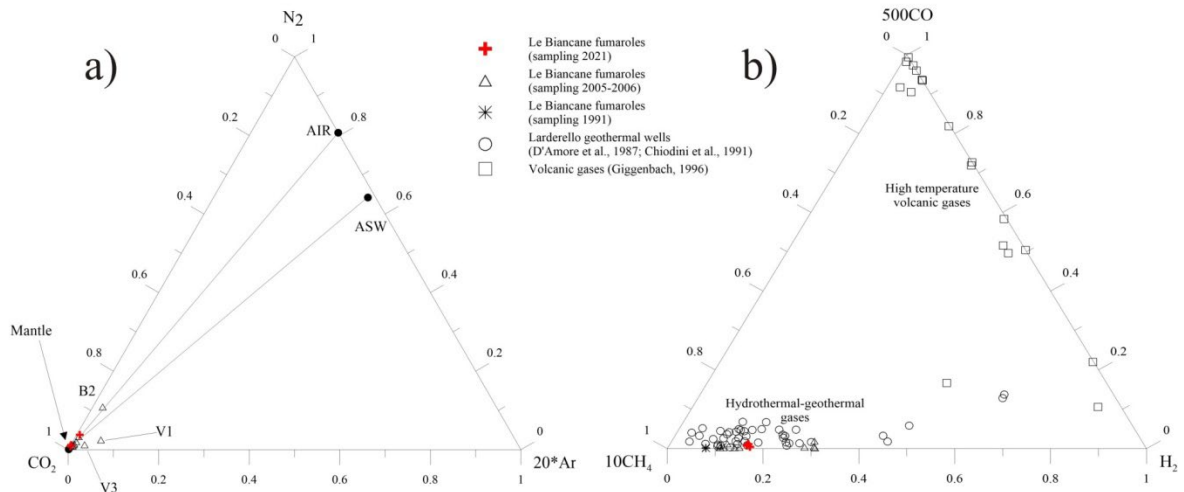 a)
N2
0 1
0.2 0.8
0.4 0.6
0.6 0.4
0.8 0.2
1 0
AIR
ASW
Mantle
B2
V1
V3
CO2
20*Ar
0 0.2 0.4 0.6 0.8 1
Le Biancane fumaroles
(sampling 2021)
Le Biancane fumaroles
(sampling 2005-2006)
Le Biancane fumaroles
(sampling 1991)
Larderello geothermal wells
(D'Amore et al., 1987; Chiodini et al., 1991)
Volcanic gases (Giggenbach, 1996)
b)
500CO
0 1
0.2 0.8
0.4 0.6
0.6 0.4
0.8 0.2
1 0
High temperature
volcanic gases
Hydrothermal-geothermal
gases
10CH4
H2
0 0.2 0.4 0.6 0.8 1